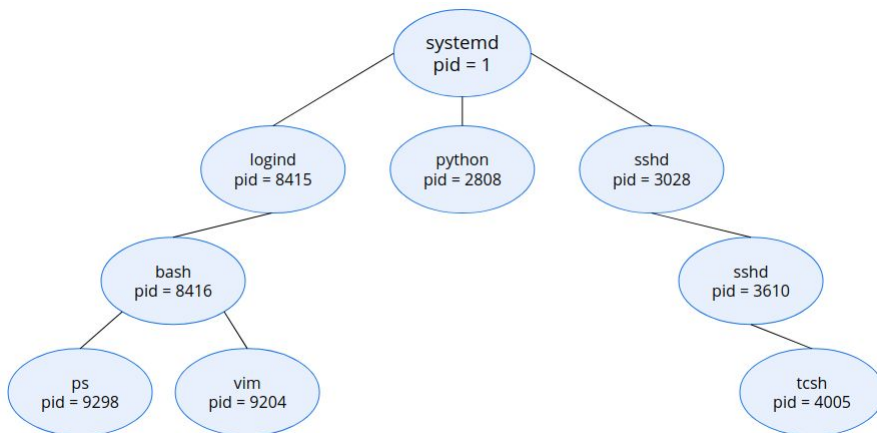 systemd
pid = 1
logind
pid = 8415
python
pid = 2808
sshd
pid = 3028
bash
pid = 8416
sshd
pid = 3610
ps
pid = 9298
vim
pid = 9204
tcsh
pid = 4005